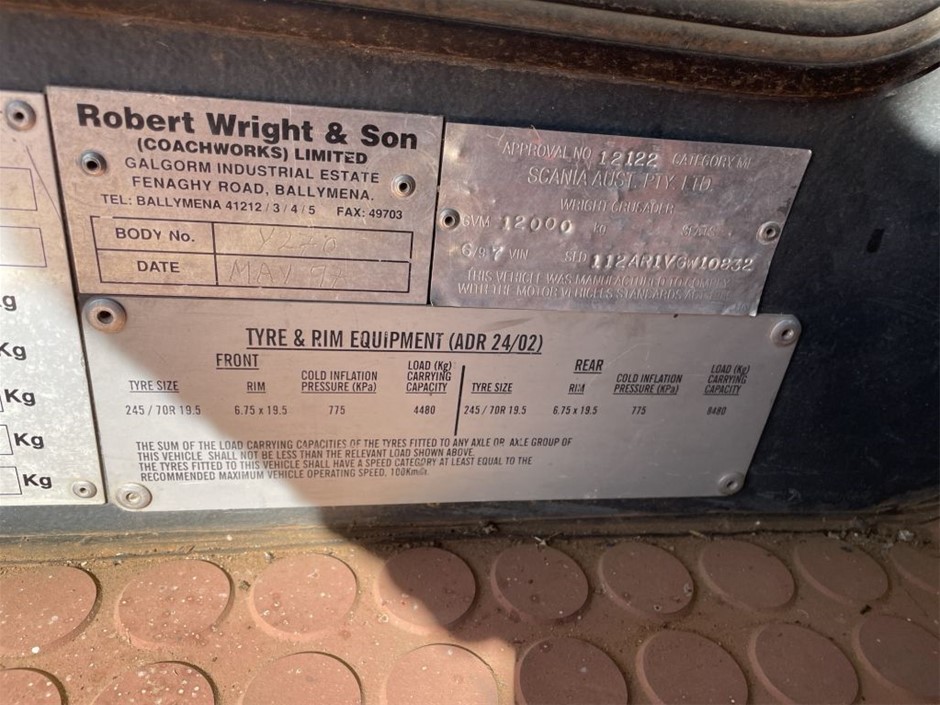 Robert Wright & Son
(COACHWORKS) LIMITED
GALGORM INDUSTRIAL ESTATE
FENAGHY ROAD, BALLYMENA.
TEL: BALLYMENA 41212 / 3 / 4 / 5 FAX: 49703
BODY No. Y270
DATE MAY 97
APPROVAL NO. 12122 CATEGORY
SCANIA AUST. PTY. LTD.
WRIGHT CRUSADER
GVM 12000 kg SEATS
6/97 VIN
THIS VEHICLE WAS MANUFACTURED TO COMPLY
WITH THE MOTOR VEHICLES STANDARDS ACT
TYRE & RIM EQUIPMENT (ADR 24/02)
FRONT REAR
TYRE SIZE RIM COLD INFLATION PRESSURE (KPa) LOAD (Kg) CARRYING CAPACITY TYRE SIZE RIM COLD INFLATION PRESSURE (KPa) LOAD (Kg) CARRYING CAPACITY
245 / 70R 19.5 6.75 x 19.5 775 4480 245 / 70R 19.5 6.75 x 19.5 775 8480
THE SUM OF THE LOAD CARRYING CAPACITIES OF THE TYRES FITTED TO ANY AXLE OR AXLE GROUP OF
THIS VEHICLE SHALL NOT BE LESS THAN THE RELEVANT LOAD SHOWN ABOVE.
THE TYRES FITTED TO THIS VEHICLE SHALL HAVE A SPEED CATEGORY AT LEAST EQUAL TO THE
RECOMMENDED MAXIMUM VEHICLE OPERATING SPEED, 100Km/h.
Kg
Kg
Kg
Kg